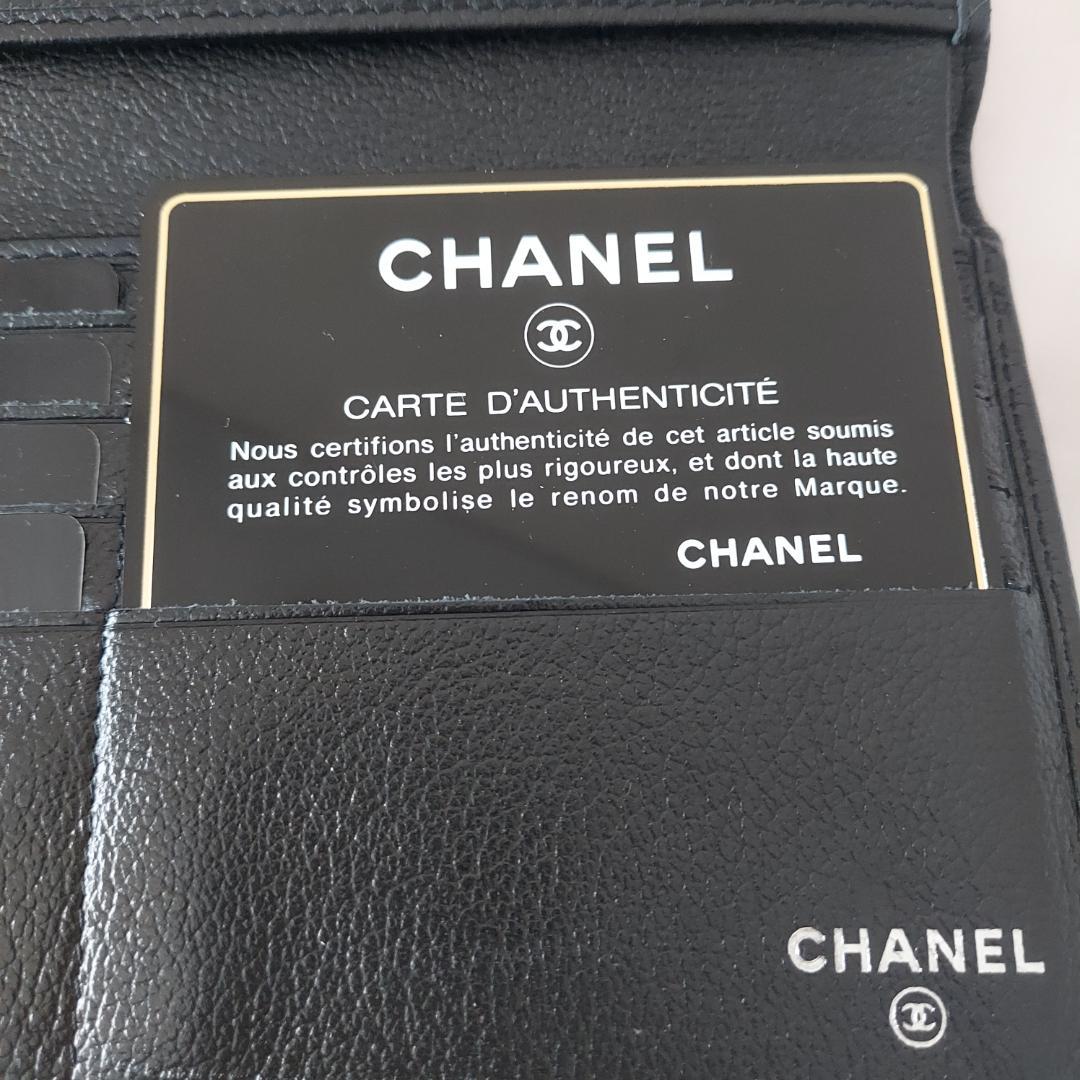 CHANEL
CARTE D'AUTHENTICITÉ
Nous certifions l'authenticité de cet article soumis
aux contrôles les plus rigoureux, et dont la haute
qualité symbolise le renom de notre Marque.
CHANEL
CHANEL